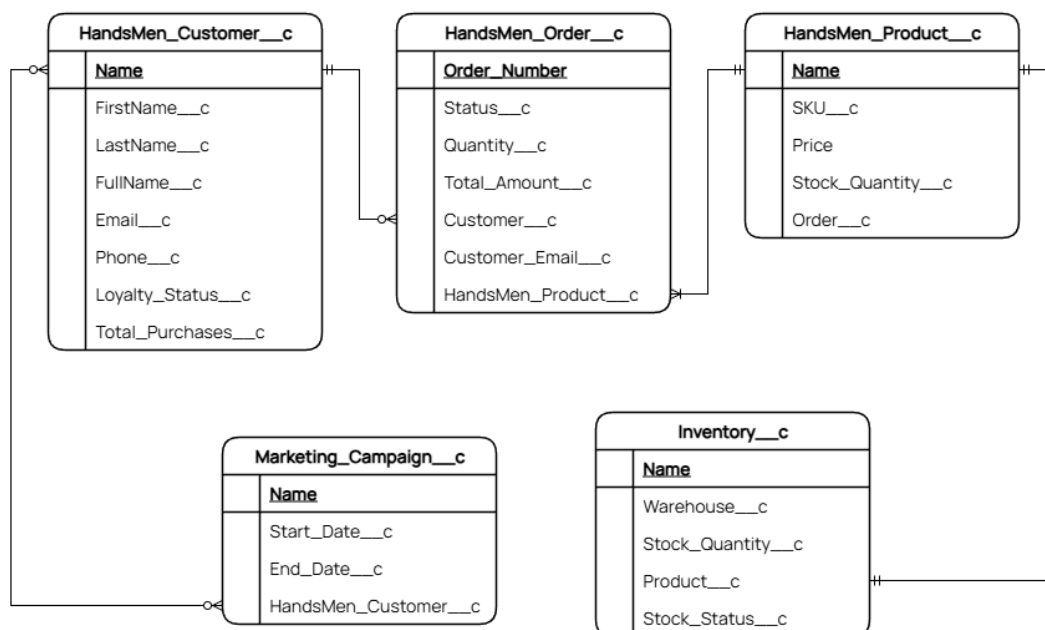 HandsMen_Customer__c
Name
FirstName__c
LastName__c
FullName__c
Email__c
Phone__c
Loyalty_Status__c
Total_Purchases__c
HandsMen_Order__c
Order_Number
Status__c
Quantity__c
Total_Amount__c
Customer__c
Customer_Email__c
HandsMen_Product__c
HandsMen_Product__c
Name
SKU__c
Price
Stock_Quantity__c
Order__c
Marketing_Campaign__c
Name
Start_Date__c
End_Date__c
HandsMen_Customer__c
Inventory__c
Name
Warehouse__c
Stock_Quantity__c
Product__c
Stock_Status__c